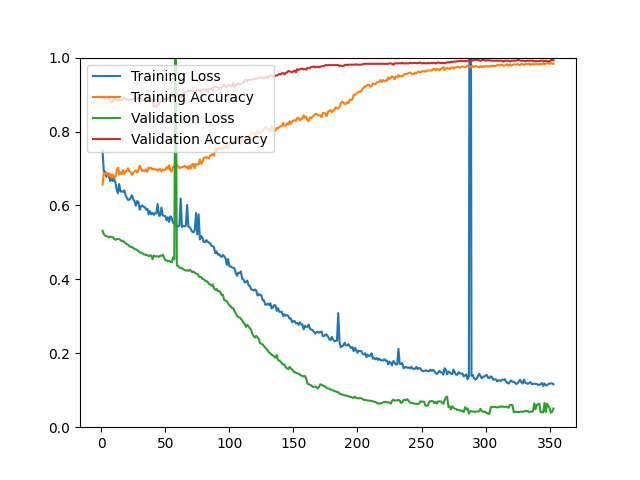 1.0
0.8
0.6
0.4
0.2
0.0
Training Loss
Training Accuracy
Validation Loss
Validation Accuracy
0 50 100 150 200 250 300 350